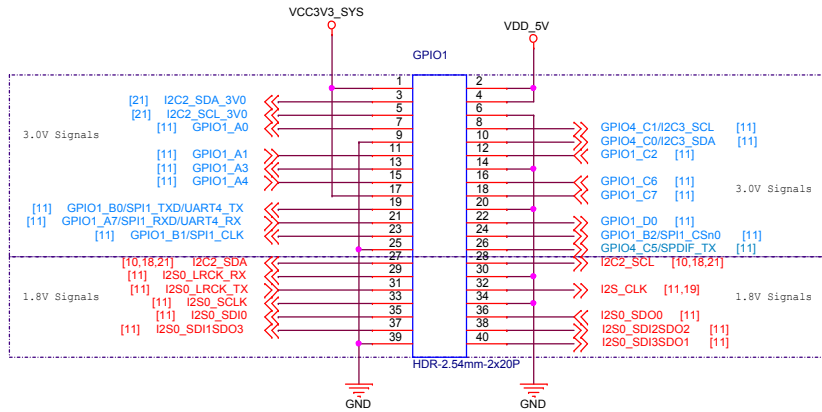 VCC3V3_SYS
VDD_5V
GPIO1
1 2
[21] I2C2_SDA_3V0 3 4
[21] I2C2_SCL_3V0 5 6
[11] GPIO1_A0 7 8 GPIO4_C1/I2C3_SCL [11]
3.0V Signals 9 10 GPIO4_C0/I2C3_SDA [11]
[11] GPIO1_A1 11 12 GPIO1_C2 [11]
[11] GPIO1_A3 13 14
[11] GPIO1_A4 15 16 GPIO1_C6 [11]
17 18 GPIO1_C7 [11] 3.0V Signals
[11] GPIO1_B0/SPI1_TXD/UART4_TX 19 20
[11] GPIO1_A7/SPI1_RXD/UART4_RX 21 22 GPIO1_D0 [11]
[11] GPIO1_B1/SPI1_CLK 23 24 GPIO1_B2/SPI1_CSn0 [11]
25 26 GPIO4_C5/SPDIF_TX [11]
[10,18,21] I2C2_SDA 27 28 I2C2_SCL [10,18,21]
[11] I2S0_LRCK_RX 29 30
1.8V Signals [11] I2S0_LRCK_TX 31 32 I2S_CLK [11,19] 1.8V Signals
[11] I2S0_SCLK 33 34
[11] I2S0_SDI0 35 36 I2S0_SDO0 [11]
[11] I2S0_SDI1SDO3 37 38 I2S0_SDI2SDO2 [11]
39 40 I2S0_SDI3SDO1 [11]
HDR-2.54mm-2x20P
GND GND